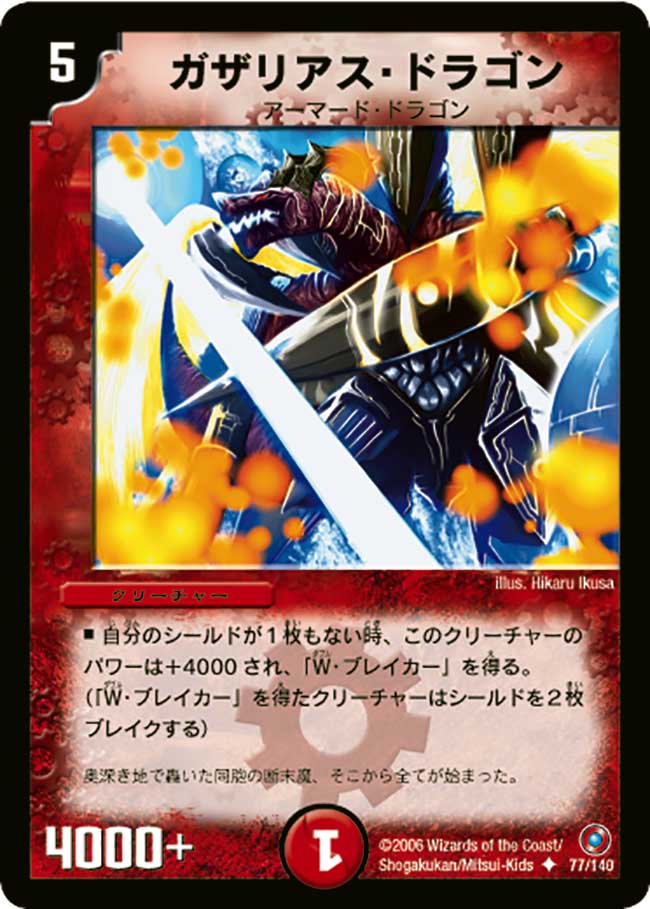 5
ガザリアス・ドラゴン
アーマード・ドラゴン
illus. Hikaru Ikusa
クリーチャー
■ 自分のシールドが1枚もない時、このクリーチャーの
パワーは+4000され、「W・ブレイカー」を得る。
(「W・ブレイカー」を得たクリーチャーはシールドを2枚
ブレイクする)
奥深き地で轟いた同胞の断末魔、そこから全てが始まった。
4000+
1
©2006 Wizards of the Coast/
Shogakukan/Mitsui-Kids ♦ 77/140